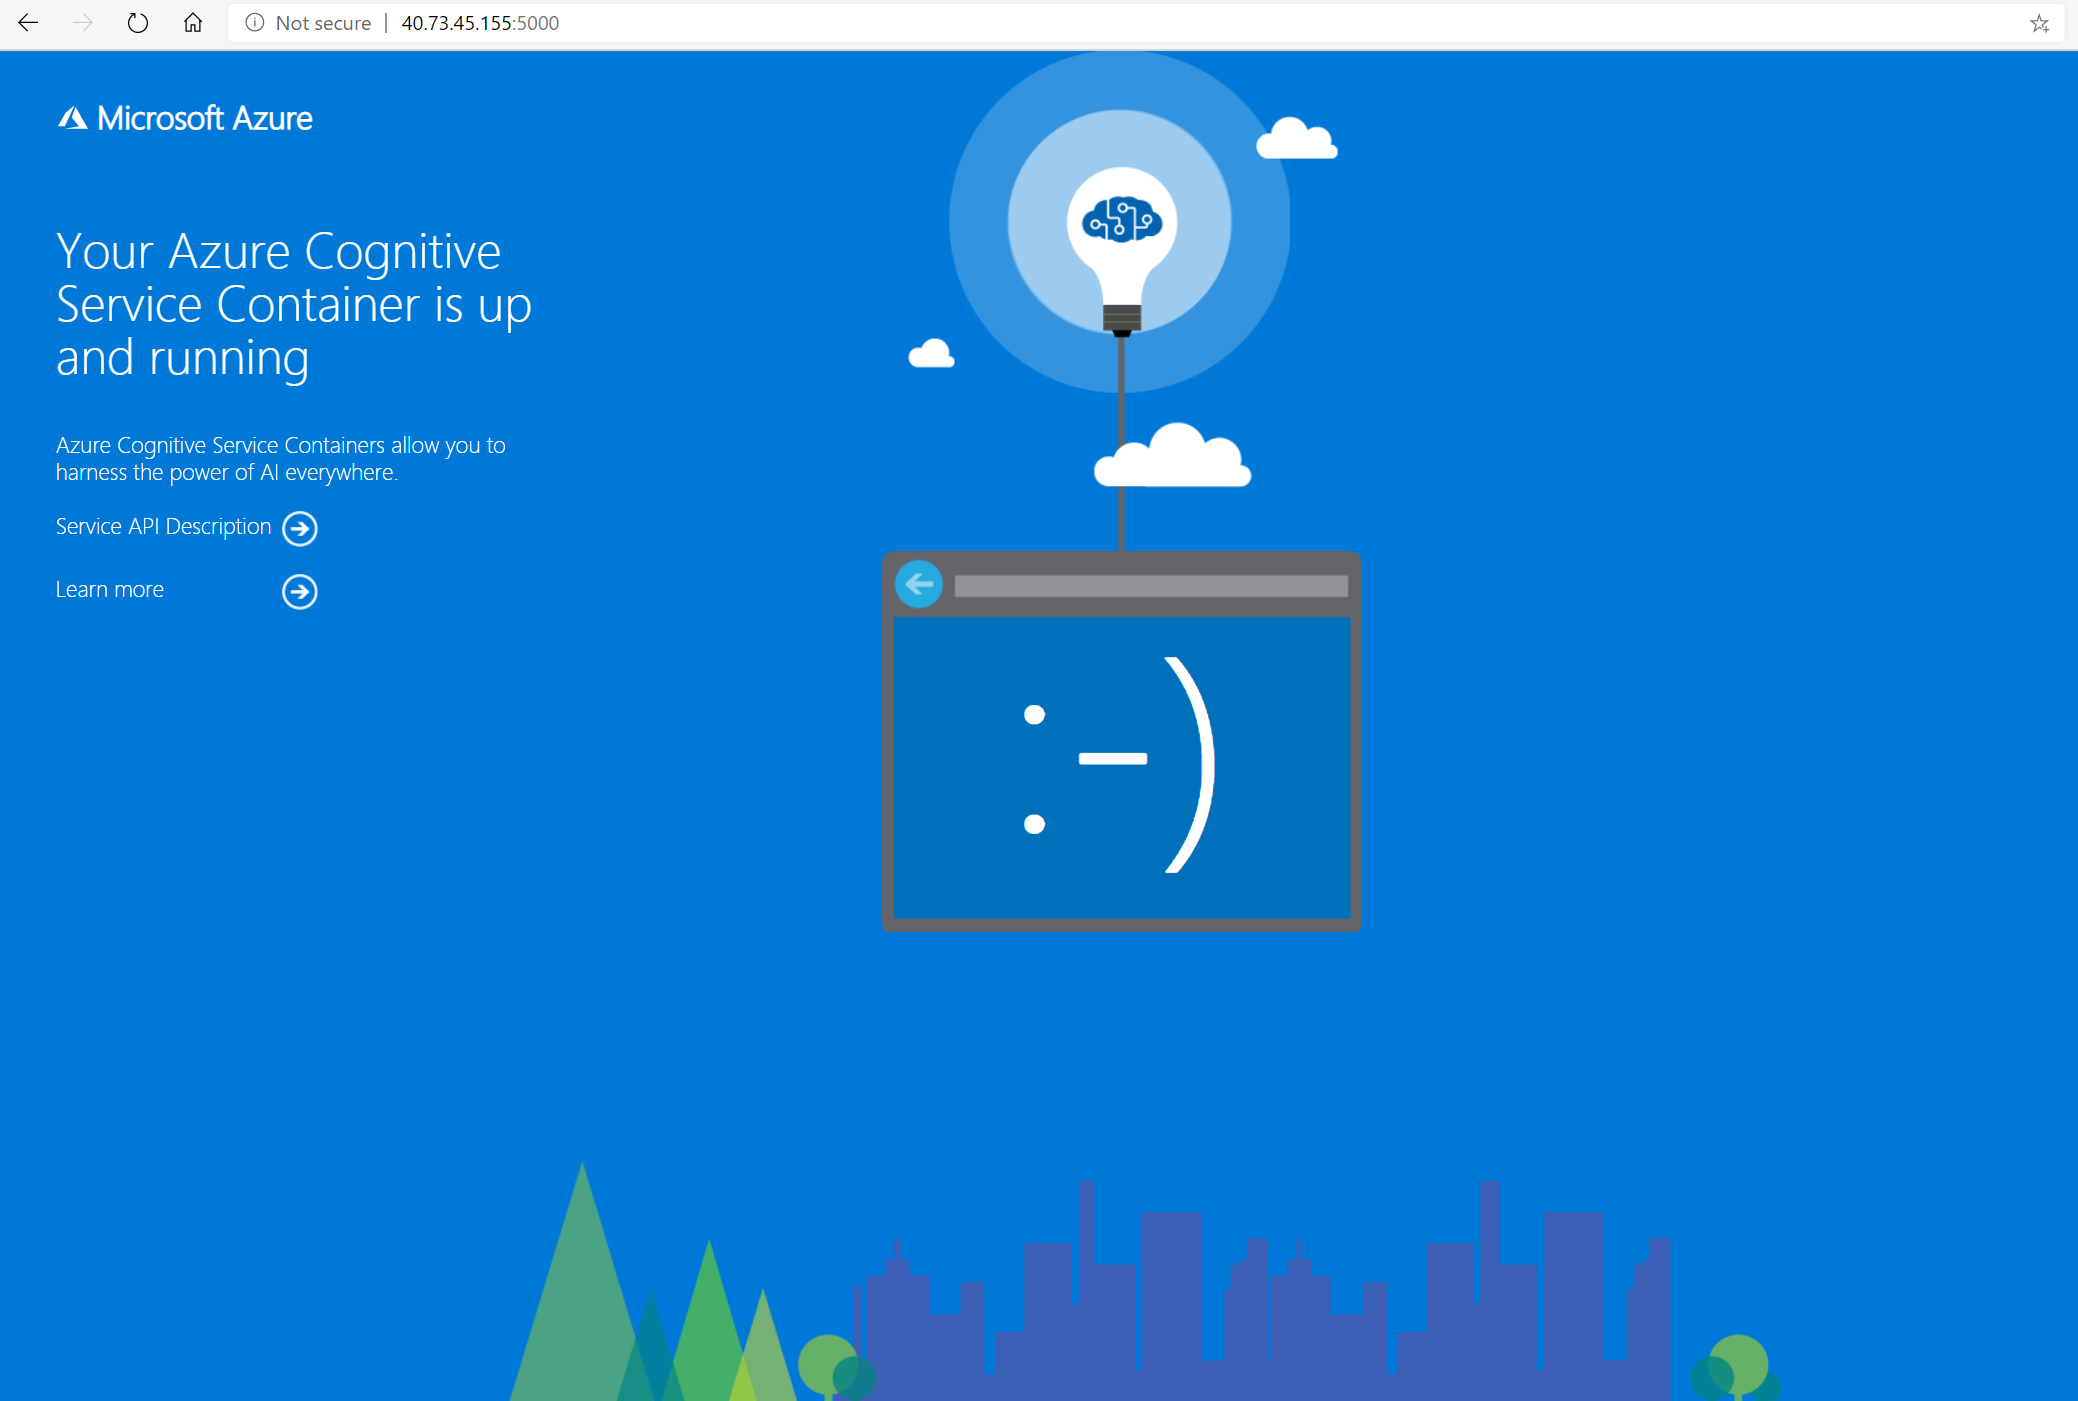 Not secure | 40.73.45.155:5000
Microsoft Azure
Your Azure Cognitive
Service Container is up
and running
Azure Cognitive Service Containers allow you to
harness the power of AI everywhere.
Service API Description
Learn more
:-)